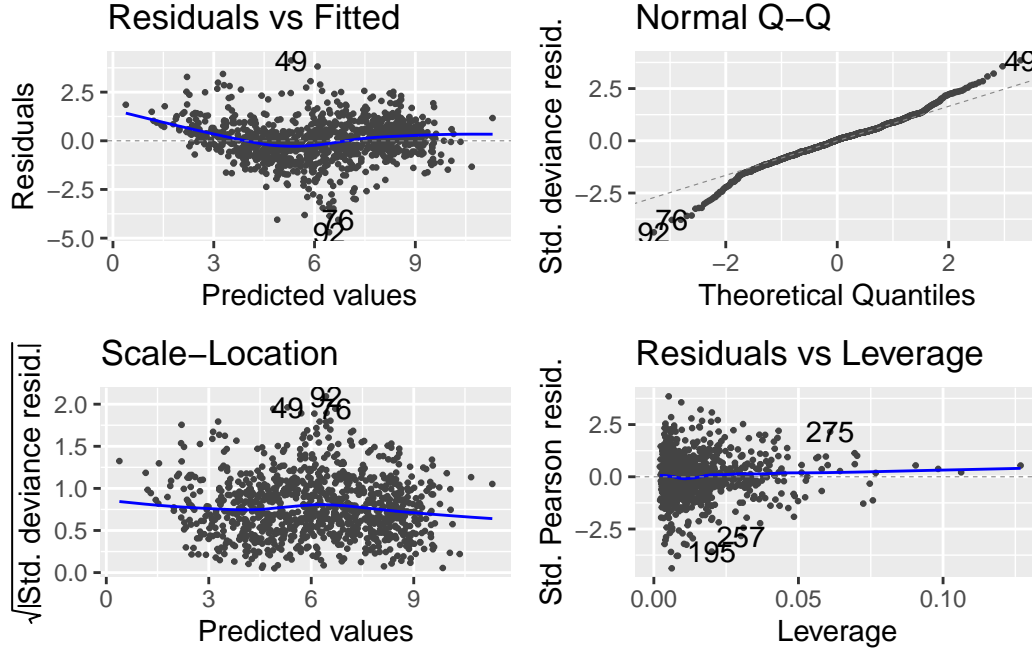 Residuals vs Fitted
Residuals
2.5
0.0
−2.5
−5.0
49
76
92
0 3 6 9
Predicted values
Normal Q−Q
Std. deviance resid.
2.5
0.0
−2.5
49
76
92
−2 0 2
Theoretical Quantiles
Scale−Location
√|Std. deviance resid.|
2.0
1.5
1.0
0.5
0.0
92
49 76
0 3 6 9
Predicted values
Residuals vs Leverage
Std. Pearson resid.
2.5
0.0
−2.5
275
257
195
0.00 0.05 0.10
Leverage